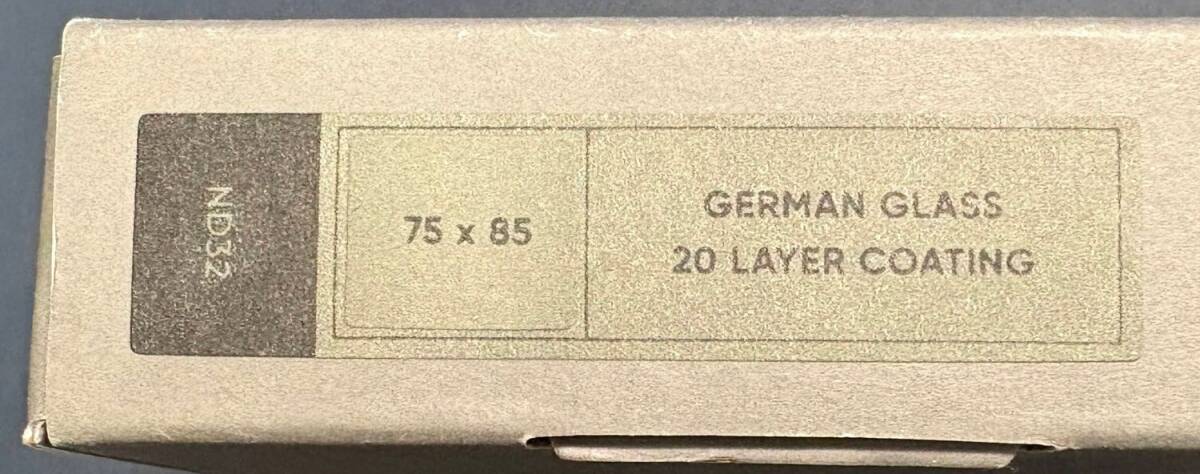 ND32
75 x 85
GERMAN GLASS
20 LAYER COATING